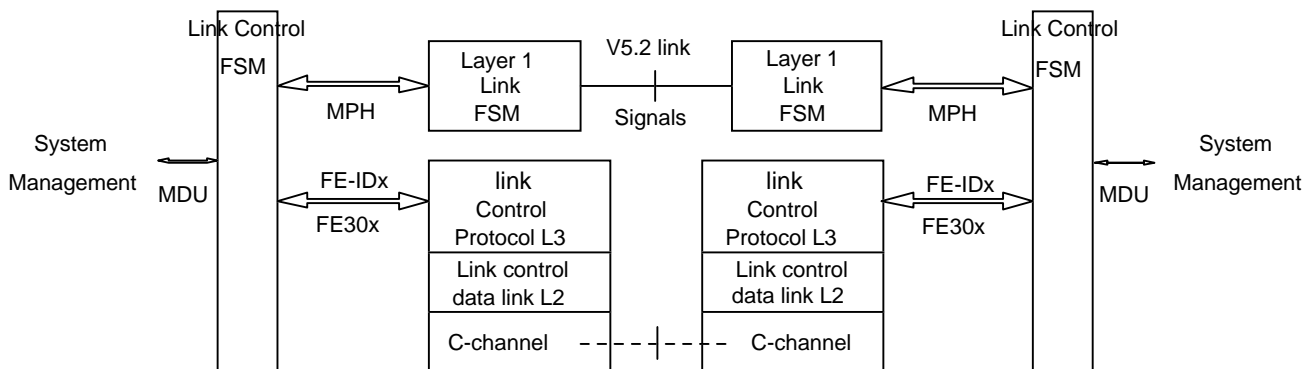 Link Control
FSM
MPH
Layer 1
Link
FSM
V5.2 link
Signals
Layer 1
Link
FSM
MPH
Link Control
FSM
System
Management
MDU
FE-IDx
FE30x
link
Control
Protocol L3
Link control
data link L2
C-channel
link
Control
Protocol L3
Link control
data link L2
C-channel
FE-IDx
FE30x
MDU
System
Management